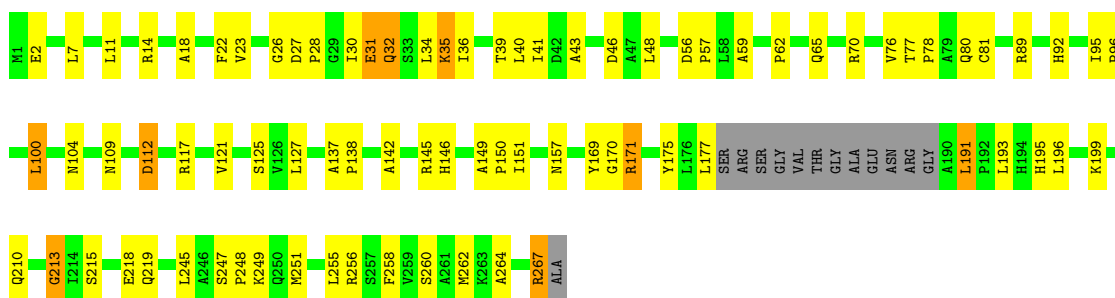 M1 E2 L7 L11 R14 A18 F22 V23 G26 D27 P28 G29 I30 E31 Q32 S33 L34 K35 I36 T39 L40 I41 D42 A43 D46 A47 L48 D56 P57 L58 A59 P62 Q65 R70 V76 T77 P78 A79 Q80 C81 R89 H92 I95
L100 N104 N109 D112 R117 V121 S125 V126 L127 A137 P138 A142 R145 H146 A149 P150 I151 N157 Y169 G170 R171 Y175 L176 L177 SER ARG SER GLY VAL THR GLY ALA GLU ASN ARG GLY A190 L191 P192 L193 H194 H195 L196 K199
Q210 G213 I214 S215 E218 Q219 L245 A246 S247 P248 K249 Q250 M251 L255 R256 S257 F258 V259 S260 A261 M262 K263 A264 R267 ALA